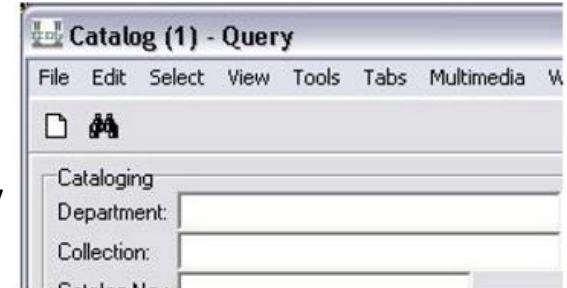 Catalog (1) - Query
File Edit Select View Tools Tabs Multimedia
Cataloging
Department:
Collection: